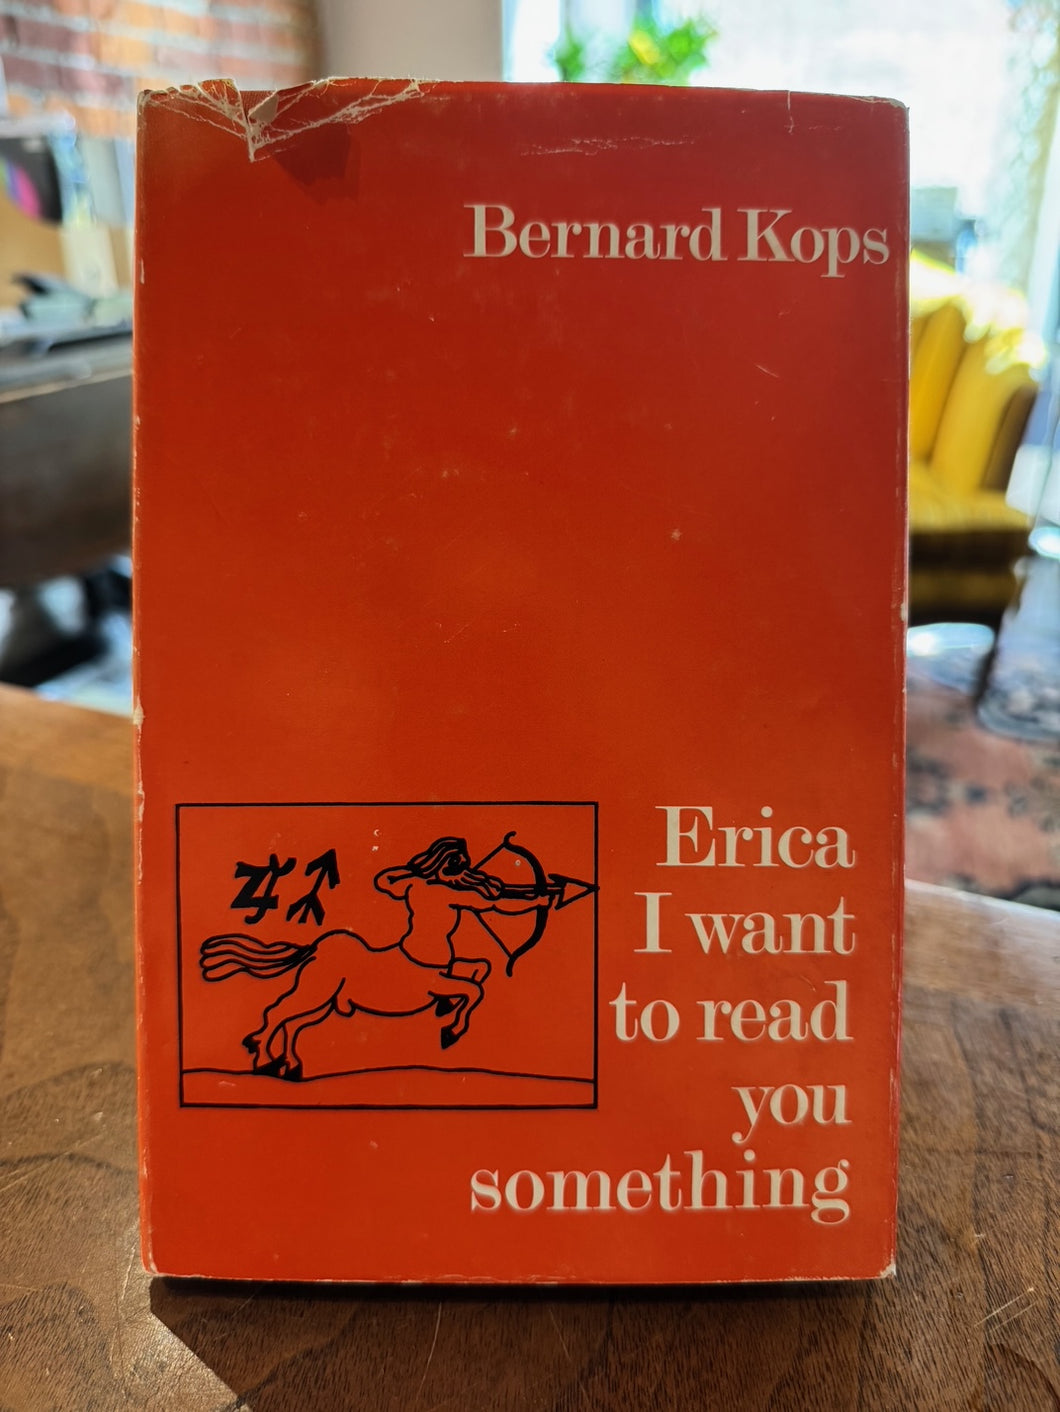 Bernard Kops
Erica
I want
to read
you
something